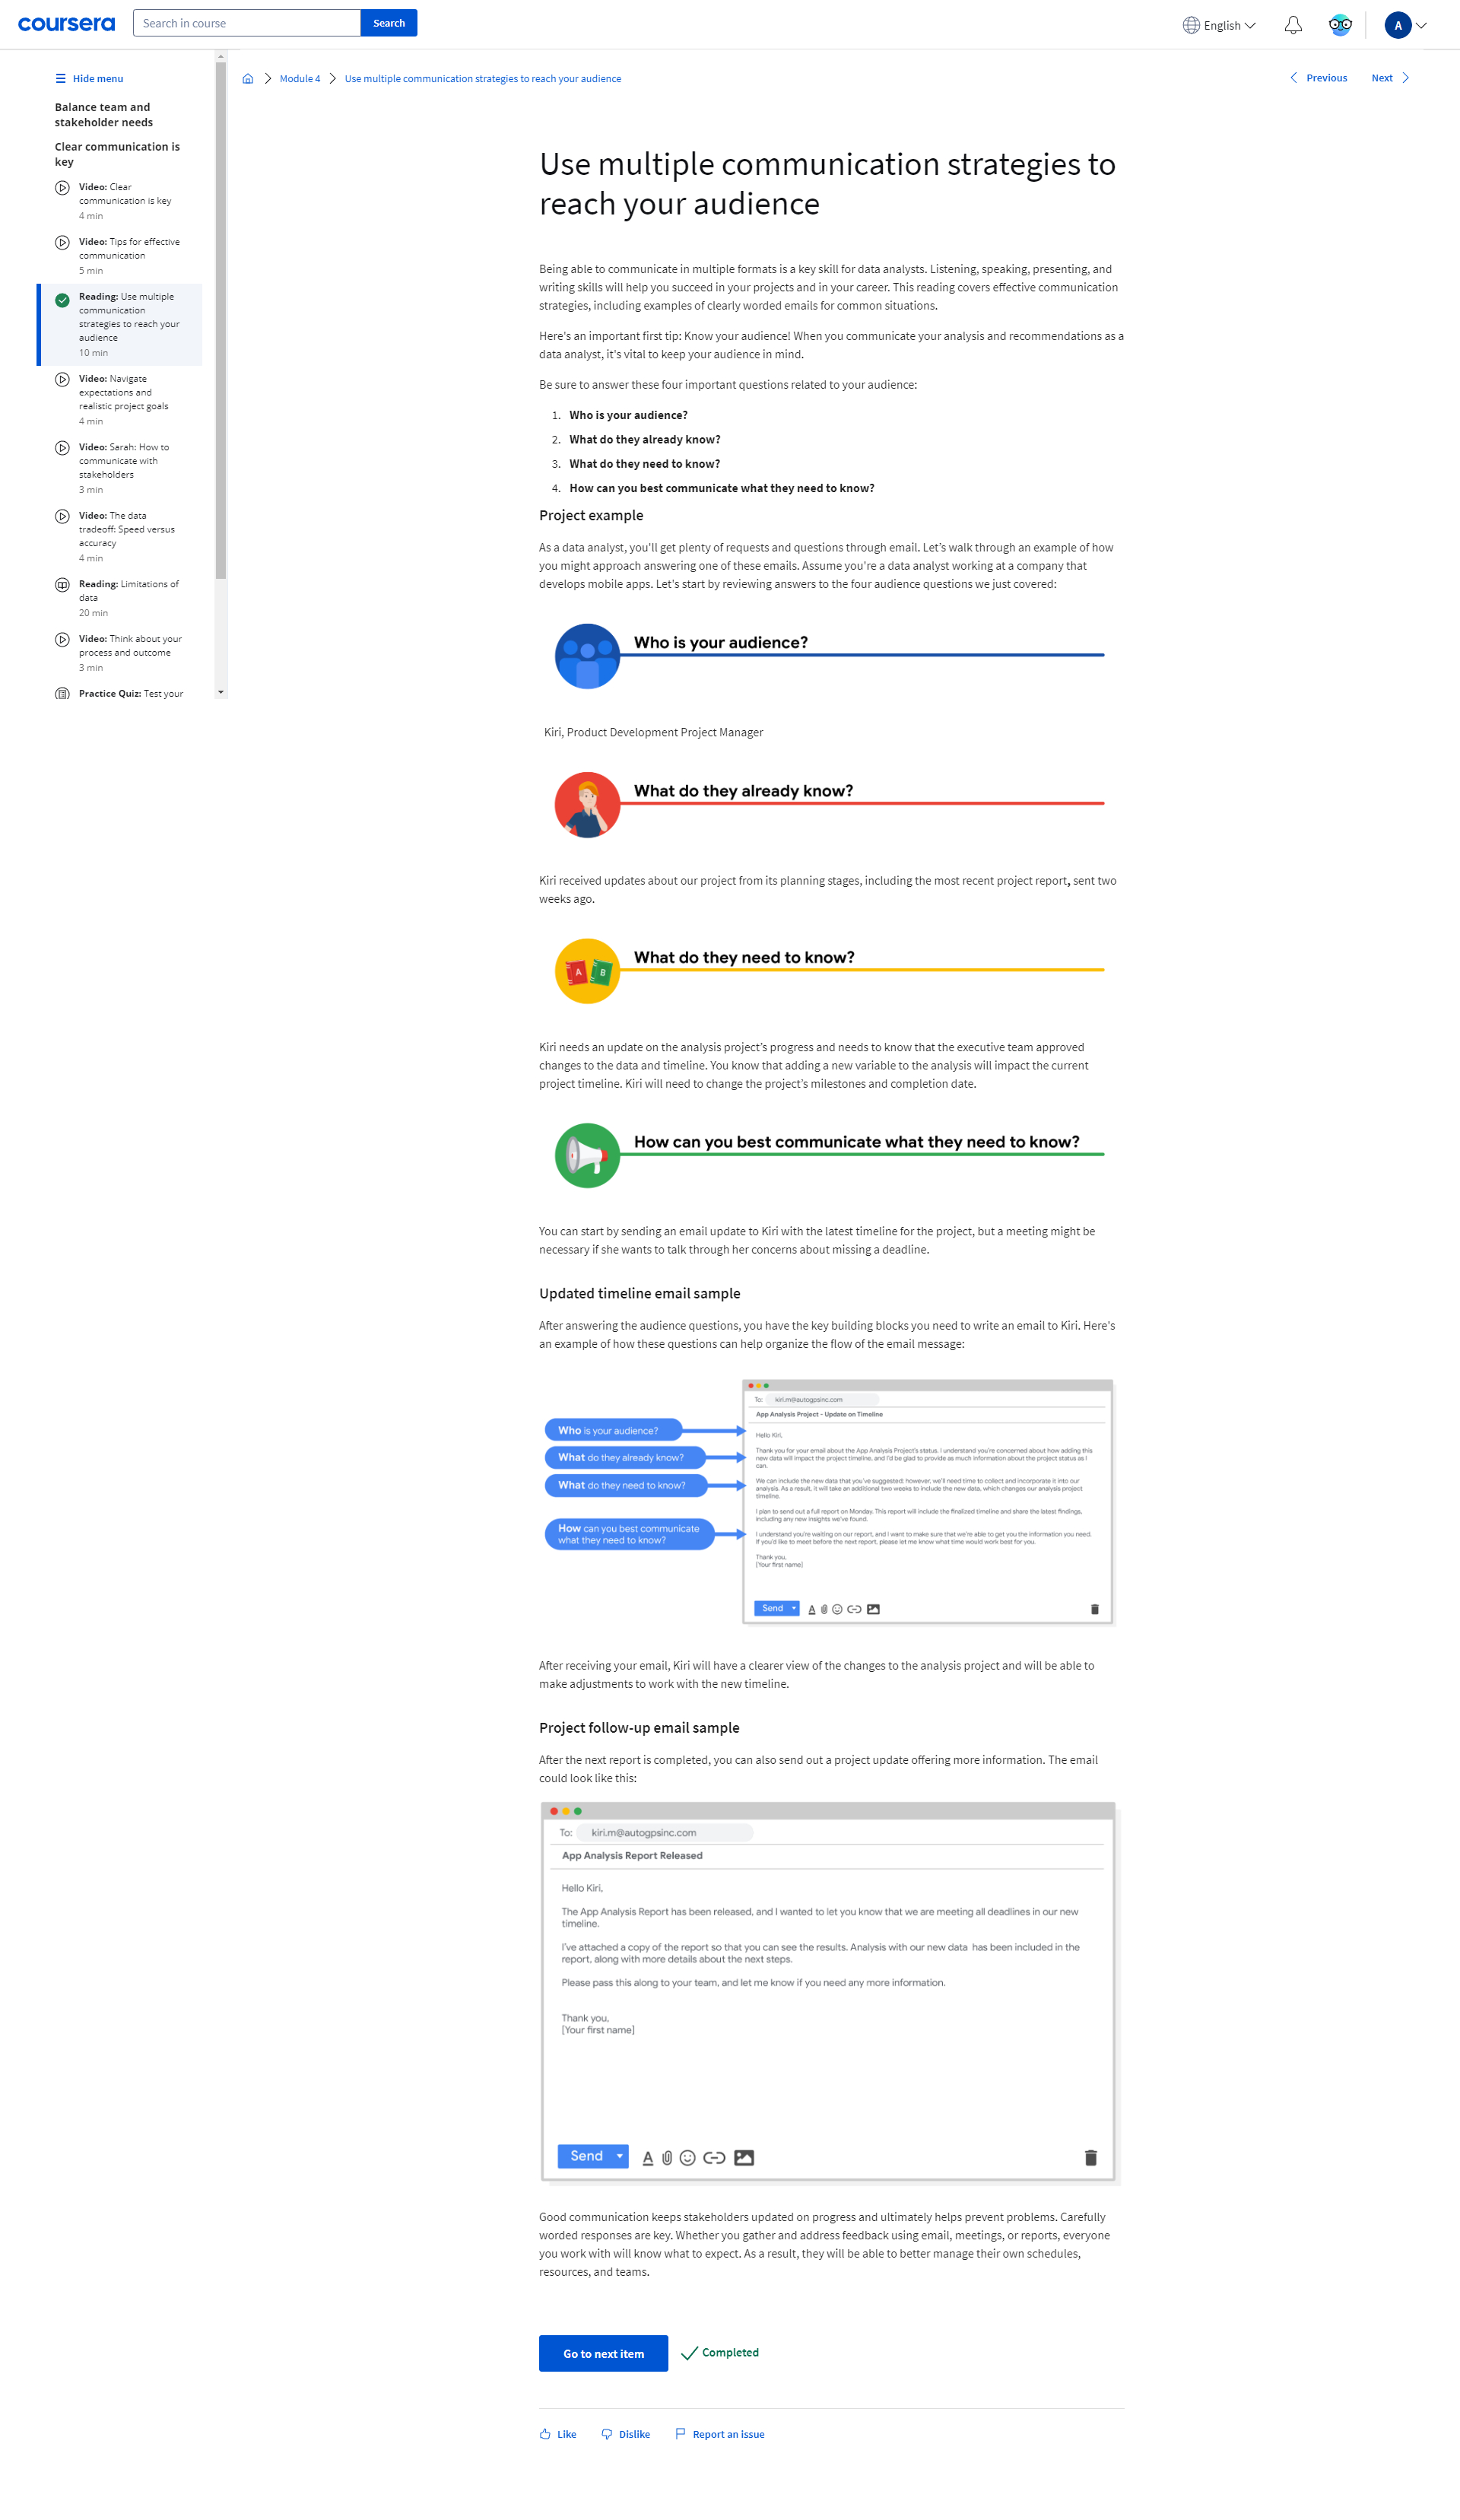 coursera
Search in course
Search
English
A
Hide menu
Balance team and
stakeholder needs
Clear communication is
key
Video: Clear
communication is key
4 min
Video: Tips for effective
communication
5 min
Reading: Use multiple
communication
strategies to reach your
audience
10 min
Video: Navigate
expectations and
realistic project goals
4 min
Video: Sarah: How to
communicate with
stakeholders
3 min
Video: The data
tradeoff: Speed versus
accuracy
4 min
Reading: Limitations of
data
20 min
Video: Think about your
process and outcome
3 min
Practice Quiz: Test your
Module 4
Use multiple communication strategies to reach your audience
Previous
Next
Use multiple communication strategies to
reach your audience
Being able to communicate in multiple formats is a key skill for data analysts. Listening, speaking, presenting, and
writing skills will help you succeed in your projects and in your career. This reading covers effective communication
strategies, including examples of clearly worded emails for common situations.
Here's an important first tip: Know your audience! When you communicate your analysis and recommendations as a
data analyst, it's vital to keep your audience in mind.
Be sure to answer these four important questions related to your audience:
1. Who is your audience?
2. What do they already know?
3. What do they need to know?
4. How can you best communicate what they need to know?
Project example
As a data analyst, you'll get plenty of requests and questions through email. Let’s walk through an example of how
you might approach answering one of these emails. Assume you're a data analyst working at a company that
develops mobile apps. Let's start by reviewing answers to the four audience questions we just covered:
Who is your audience?
Kiri, Product Development Project Manager
What do they already know?
Kiri received updates about our project from its planning stages, including the most recent project report, sent two
weeks ago.
A B
What do they need to know?
Kiri needs an update on the analysis project’s progress and needs to know that the executive team approved
changes to the data and timeline. You know that adding a new variable to the analysis will impact the current
project timeline. Kiri will need to change the project’s milestones and completion date.
How can you best communicate what they need to know?
You can start by sending an email update to Kiri with the latest timeline for the project, but a meeting might be
necessary if she wants to talk through her concerns about missing a deadline.
Updated timeline email sample
After answering the audience questions, you have the key building blocks you need to write an email to Kiri. Here's
an example of how these questions can help organize the flow of the email message:
Who is your audience?
What do they already know?
What do they need to know?
How can you best communicate
what they need to know?
To: kiri.m@autogpsinc.com
App Analysis Project - Update on Timeline
Hello Kiri,
Thank you for your email about the App Analysis Project's status. I understand you're concerned about how adding this
new data will impact the project timeline, and I'd be glad to provide as much information about the project status as I
can.
We can include the new data that you've suggested; however, we'll need time to collect and incorporate it into our
analysis. As a result, it will take an additional two weeks to include the new data, which changes our analysis project
timeline.
I plan to send out a full report on Monday. This report will include the finalized timeline and share the latest findings,
including any new insights we've found.
I understand you're waiting on our report, and I want to make sure that we're able to get you the information you need.
If you'd like to meet before the next report, please let me know what time would work best for you.
Thank you,
[Your first name]
Send
After receiving your email, Kiri will have a clearer view of the changes to the analysis project and will be able to
make adjustments to work with the new timeline.
Project follow-up email sample
After the next report is completed, you can also send out a project update offering more information. The email
could look like this:
To: kiri.m@autogpsinc.com
App Analysis Report Released
Hello Kiri,
The App Analysis Report has been released, and I wanted to let you know that we are meeting all deadlines in our new
timeline.
I've attached a copy of the report so that you can see the results. Analysis with our new data has been included in the
report, along with more details about the next steps.
Please pass this along to your team, and let me know if you need any more information.
Thank you,
[Your first name]
Send
Good communication keeps stakeholders updated on progress and ultimately helps prevent problems. Carefully
worded responses are key. Whether you gather and address feedback using email, meetings, or reports, everyone
you work with will know what to expect. As a result, they will be able to better manage their own schedules,
resources, and teams.
Go to next item
Completed
Like
Dislike
Report an issue